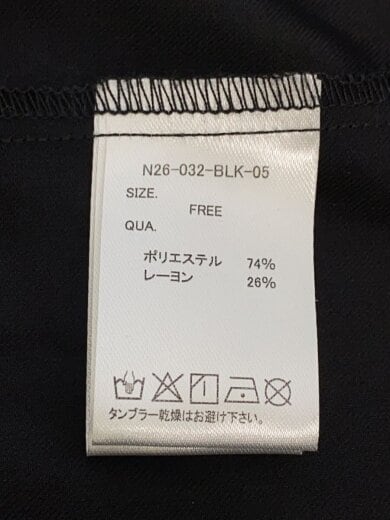 N26-032-BLK-05
SIZE.
FREE
QUA.
ポリエステル 74%
レーヨン 26%
タンブラー乾燥はお避け下さい。